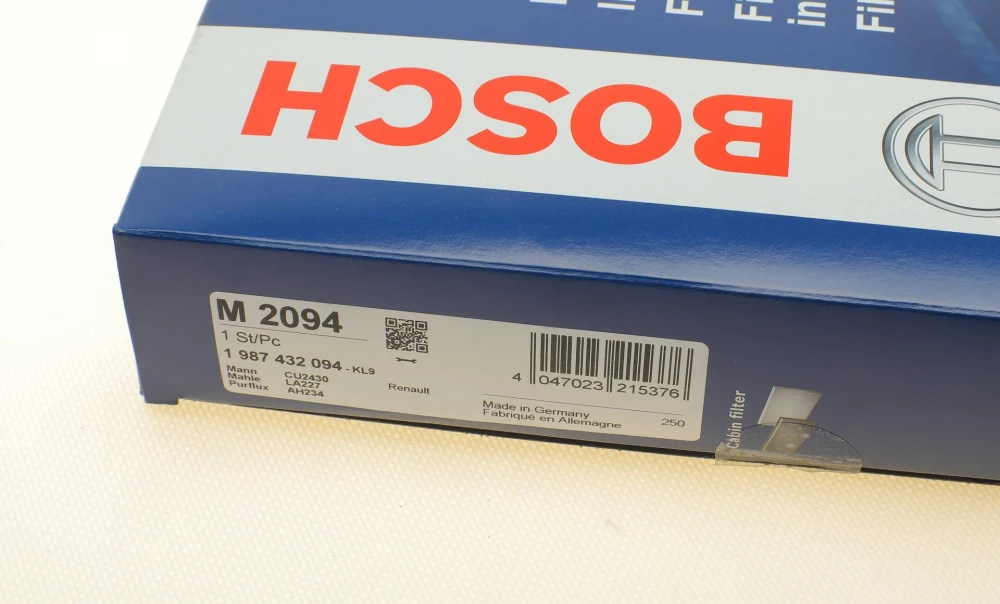 BOSCH
M 2094
1 St/Pc
1 987 432 094 - KL9
Mann CU2430
Mahle LA227 Renault
Purflux AH234
4 047023 215376
Made in Germany
Fabriqué en Allemagne 250
Cabin filter